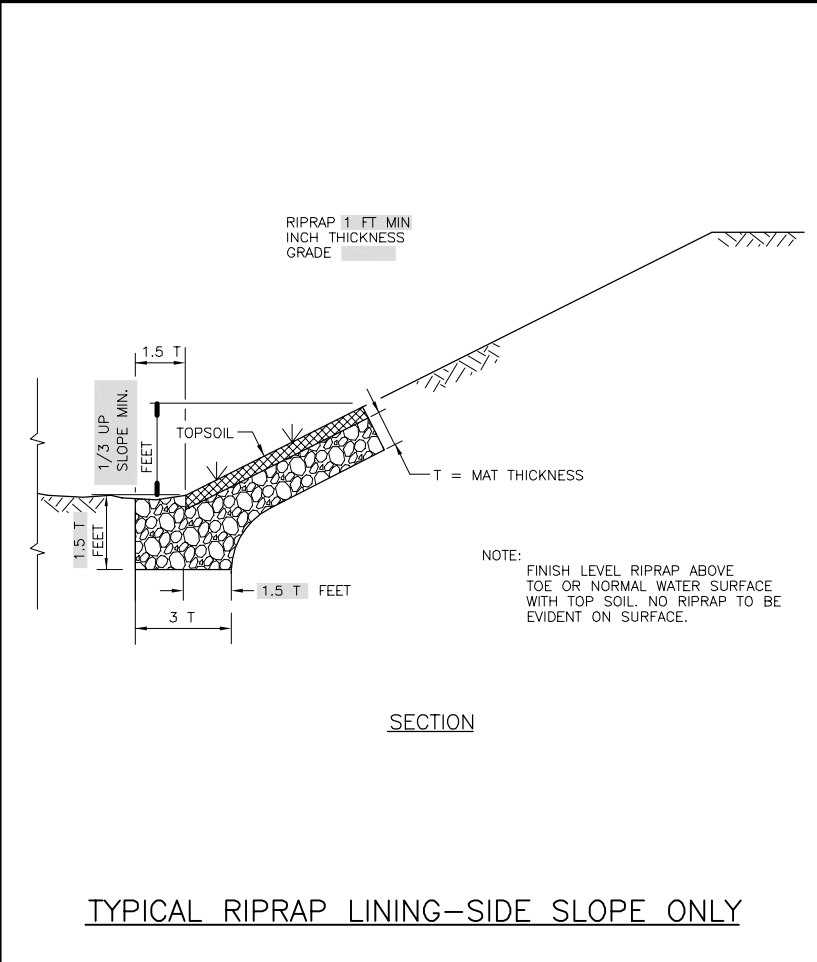 RIPRAP 1 FT MIN
INCH THICKNESS
GRADE
1.5 T
1/3 UP
SLOPE MIN.
FEET
TOPSOIL
T = MAT THICKNESS
1.5 T
FEET
1.5 T FEET
3 T
NOTE:
FINISH LEVEL RIPRAP ABOVE
TOE OR NORMAL WATER SURFACE
WITH TOP SOIL. NO RIPRAP TO BE
EVIDENT ON SURFACE.
SECTION
TYPICAL RIPRAP LINING-SIDE SLOPE ONLY